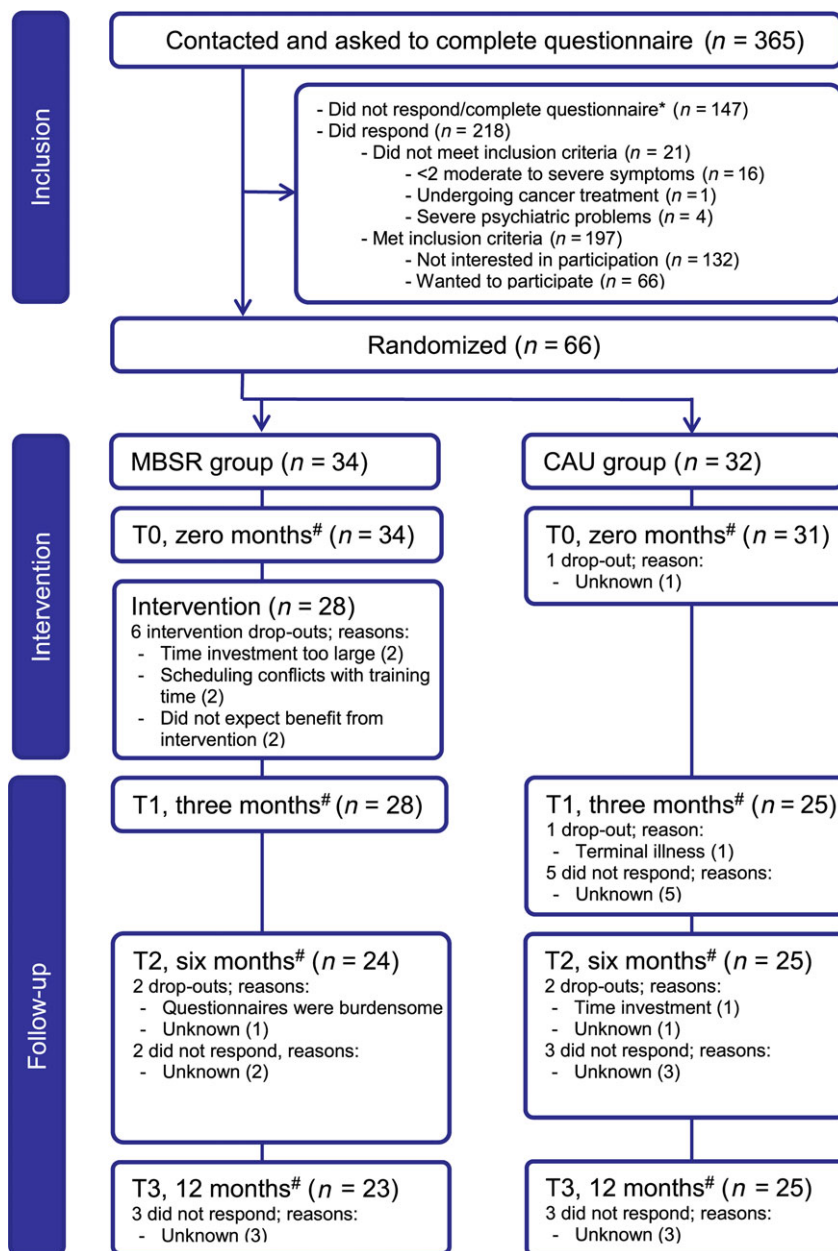 Inclusion
Contacted and asked to complete questionnaire (n = 365)
- Did not respond/complete questionnaire* (n = 147)
- Did respond (n = 218)
- Did not meet inclusion criteria (n = 21)
- <2 moderate to severe symptoms (n = 16)
- Undergoing cancer treatment (n = 1)
- Severe psychiatric problems (n = 4)
- Met inclusion criteria (n = 197)
- Not interested in participation (n = 132)
- Wanted to participate (n = 66)
Randomized (n = 66)
Intervention
MBSR group (n = 34)
T0, zero months# (n = 34)
Intervention (n = 28)
6 intervention drop-outs; reasons:
- Time investment too large (2)
- Scheduling conflicts with training
time (2)
- Did not expect benefit from
intervention (2)
CAU group (n = 32)
T0, zero months# (n = 31)
1 drop-out; reason:
- Unknown (1)
Follow-up
T1, three months# (n = 28)
T2, six months# (n = 24)
2 drop-outs; reasons:
- Questionnaires were burdensome
- Unknown (1)
2 did not respond, reasons:
- Unknown (2)
T3, 12 months# (n = 23)
3 did not respond; reasons:
- Unknown (3)
T1, three months# (n = 25)
1 drop-out; reason:
- Terminal illness (1)
5 did not respond; reasons:
- Unknown (5)
T2, six months# (n = 25)
2 drop-outs; reasons:
- Time investment (1)
- Unknown (1)
3 did not respond; reasons:
- Unknown (3)
T3, 12 months# (n = 25)
3 did not respond; reasons:
- Unknown (3)